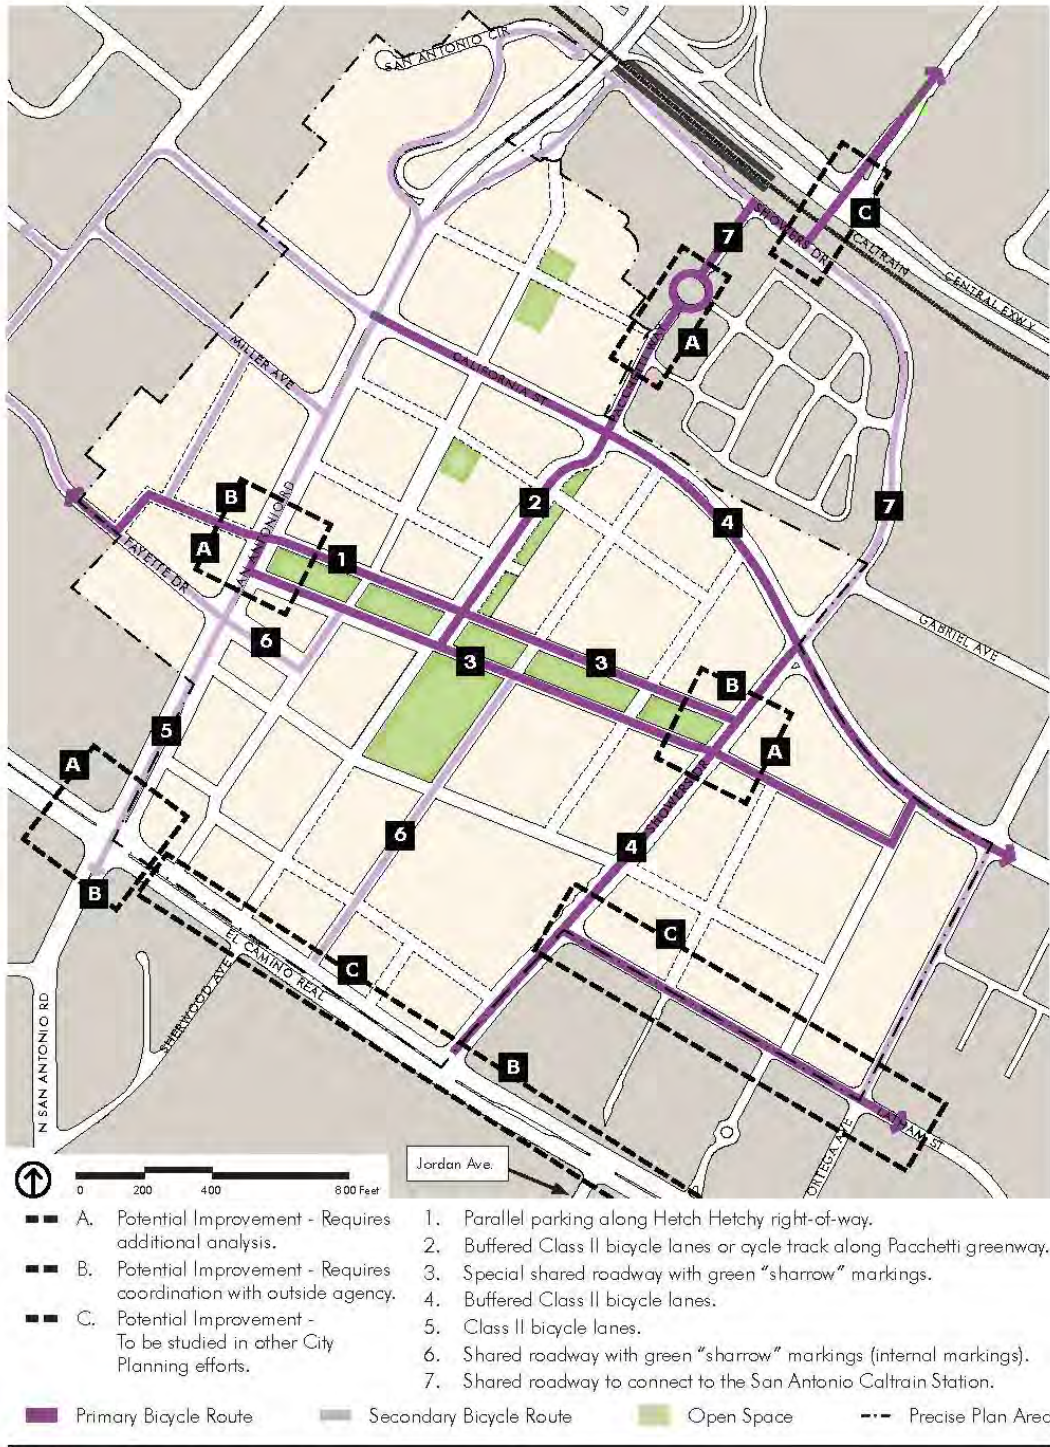 SAN ANTONIO CIR
C
7
SHOWERS DR
CALTRAIN
CENTRAL EXWY
A
MILLER AVE
CALIFORNIA ST
WAY
B
2
7
4
SAN ANTONIO RD
A
1
FAYETTE DR
GABRIEL AVE
6
3
3
B
5
A
A
SHOWERS DR
6
4
B
C
EL CAMINO REAL
C
SHERWOOD AVE
N SAN ANTONIO RD
B
LATHAM ST
ORTEGA AVE
Jordan Ave.
0 200 400 800 Feet
A. Potential Improvement - Requires
additional analysis.
B. Potential Improvement - Requires
coordination with outside agency.
C. Potential Improvement -
To be studied in other City
Planning efforts.
1. Parallel parking along Hetch Hetchy right-of-way.
2. Buffered Class II bicycle lanes or cycle track along Pacchetti greenway.
3. Special shared roadway with green “sharrow” markings.
4. Buffered Class II bicycle lanes.
5. Class II bicycle lanes.
6. Shared roadway with green “sharrow” markings (internal markings).
7. Shared roadway to connect to the San Antonio Caltrain Station.
Primary Bicycle Route
Secondary Bicycle Route
Open Space
Precise Plan Area